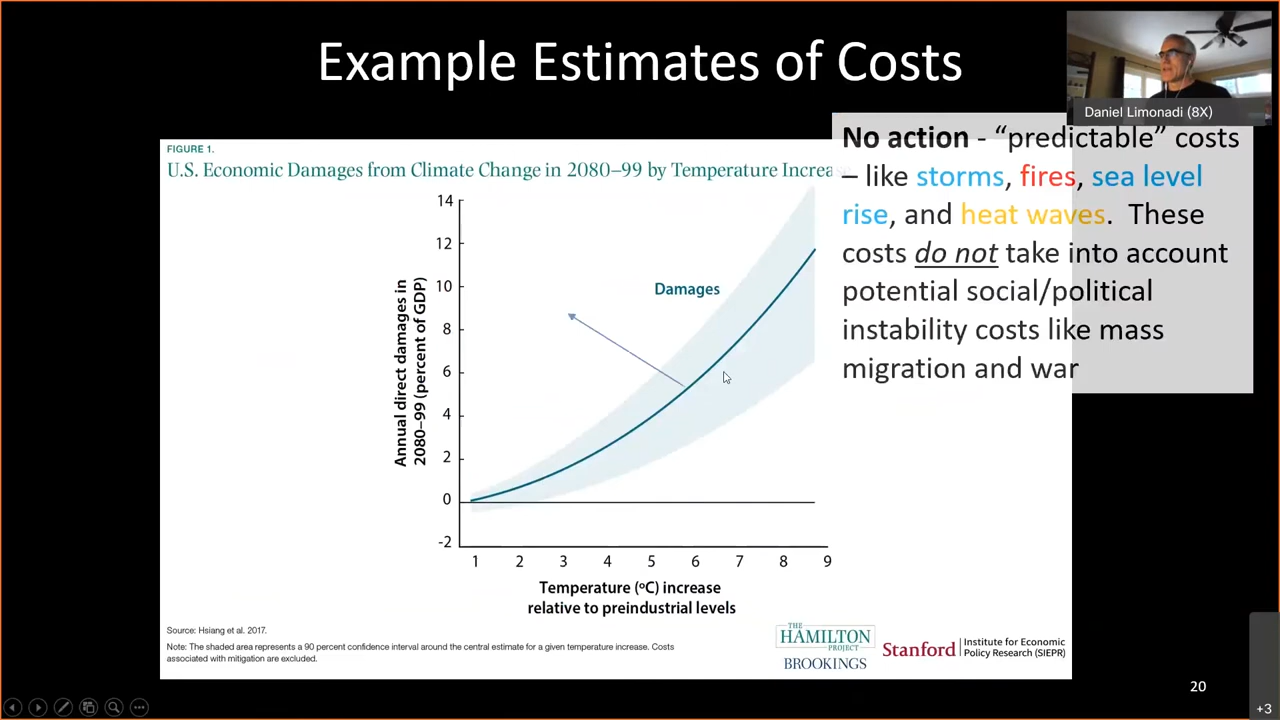 Example Estimates of Costs
Daniel Limonadi (8X)
No action - “predictable” costs
– like storms, fires, sea level
rise, and heat waves. These
costs do not take into account
potential social/political
instability costs like mass
migration and war
FIGURE 1.
U.S. Economic Damages from Climate Change in 2080–99 by Temperature Increa
Annual direct damages in
2080–99 (percent of GDP)
14
12
10
8
6
4
2
0
-2
Damages
1 2 3 4 5 6 7 8 9
Temperature (ºC) increase
relative to preindustrial levels
Source: Hsiang et al. 2017.
Note: The shaded area represents a 90 percent confidence interval around the central estimate for a given temperature increase. Costs
associated with mitigation are excluded.
THE
HAMILTON
PROJECT
BROOKINGS
Stanford
Institute for Economic
Policy Research (SIEPR)
20
+3